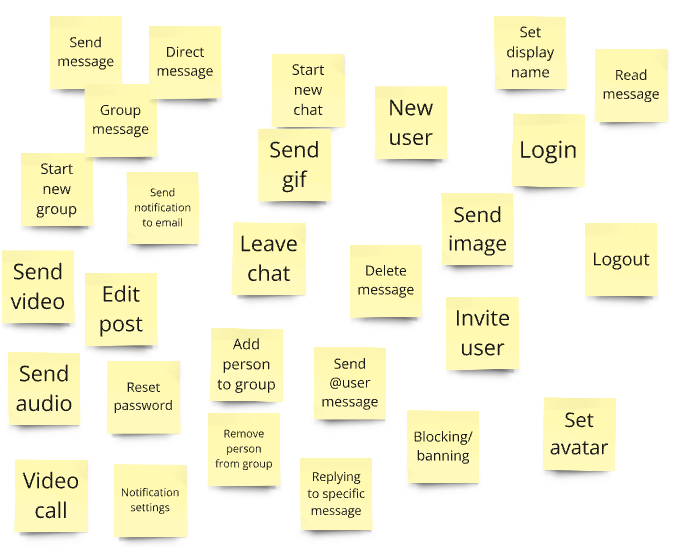 Send
message
Direct
message
Group
message
Start
new
chat
New
user
Set
display
name
Read
message
Start
new
group
Send
notification
to email
Send
gif
Login
Leave
chat
Send
image
Logout
Send
video
Edit
post
Delete
message
Invite
user
Send
audio
Reset
password
Add
person
to group
Send
@user
message
Remove
person
from group
Blocking/
banning
Set
avatar
Video
call
Notification
settings
Replying
to specific
message